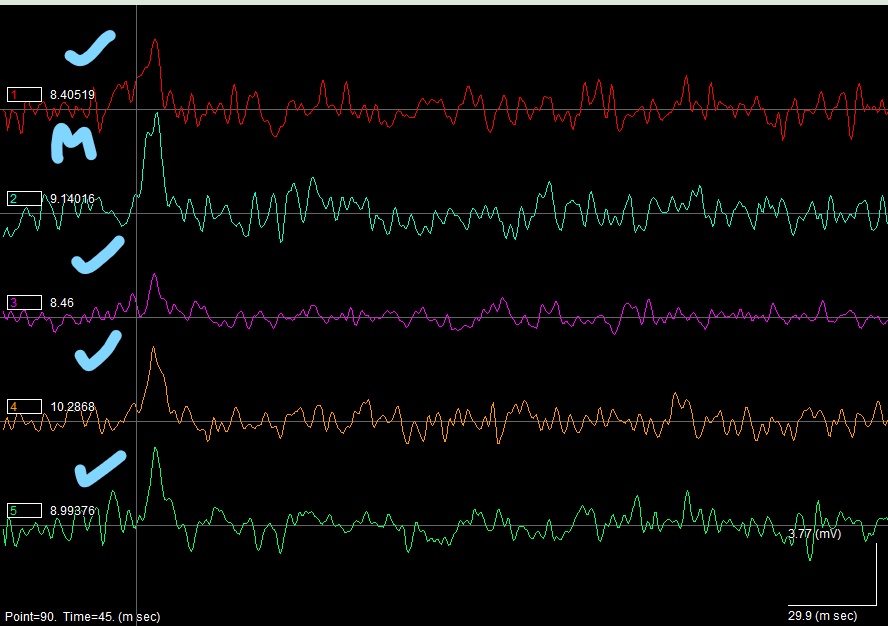 1 8.40519
M
2 9.14016
3 8.46
4 10.2868
5 8.99376
3.77 (mV)
Point=90. Time=45. (m sec)
29.9 (m sec)